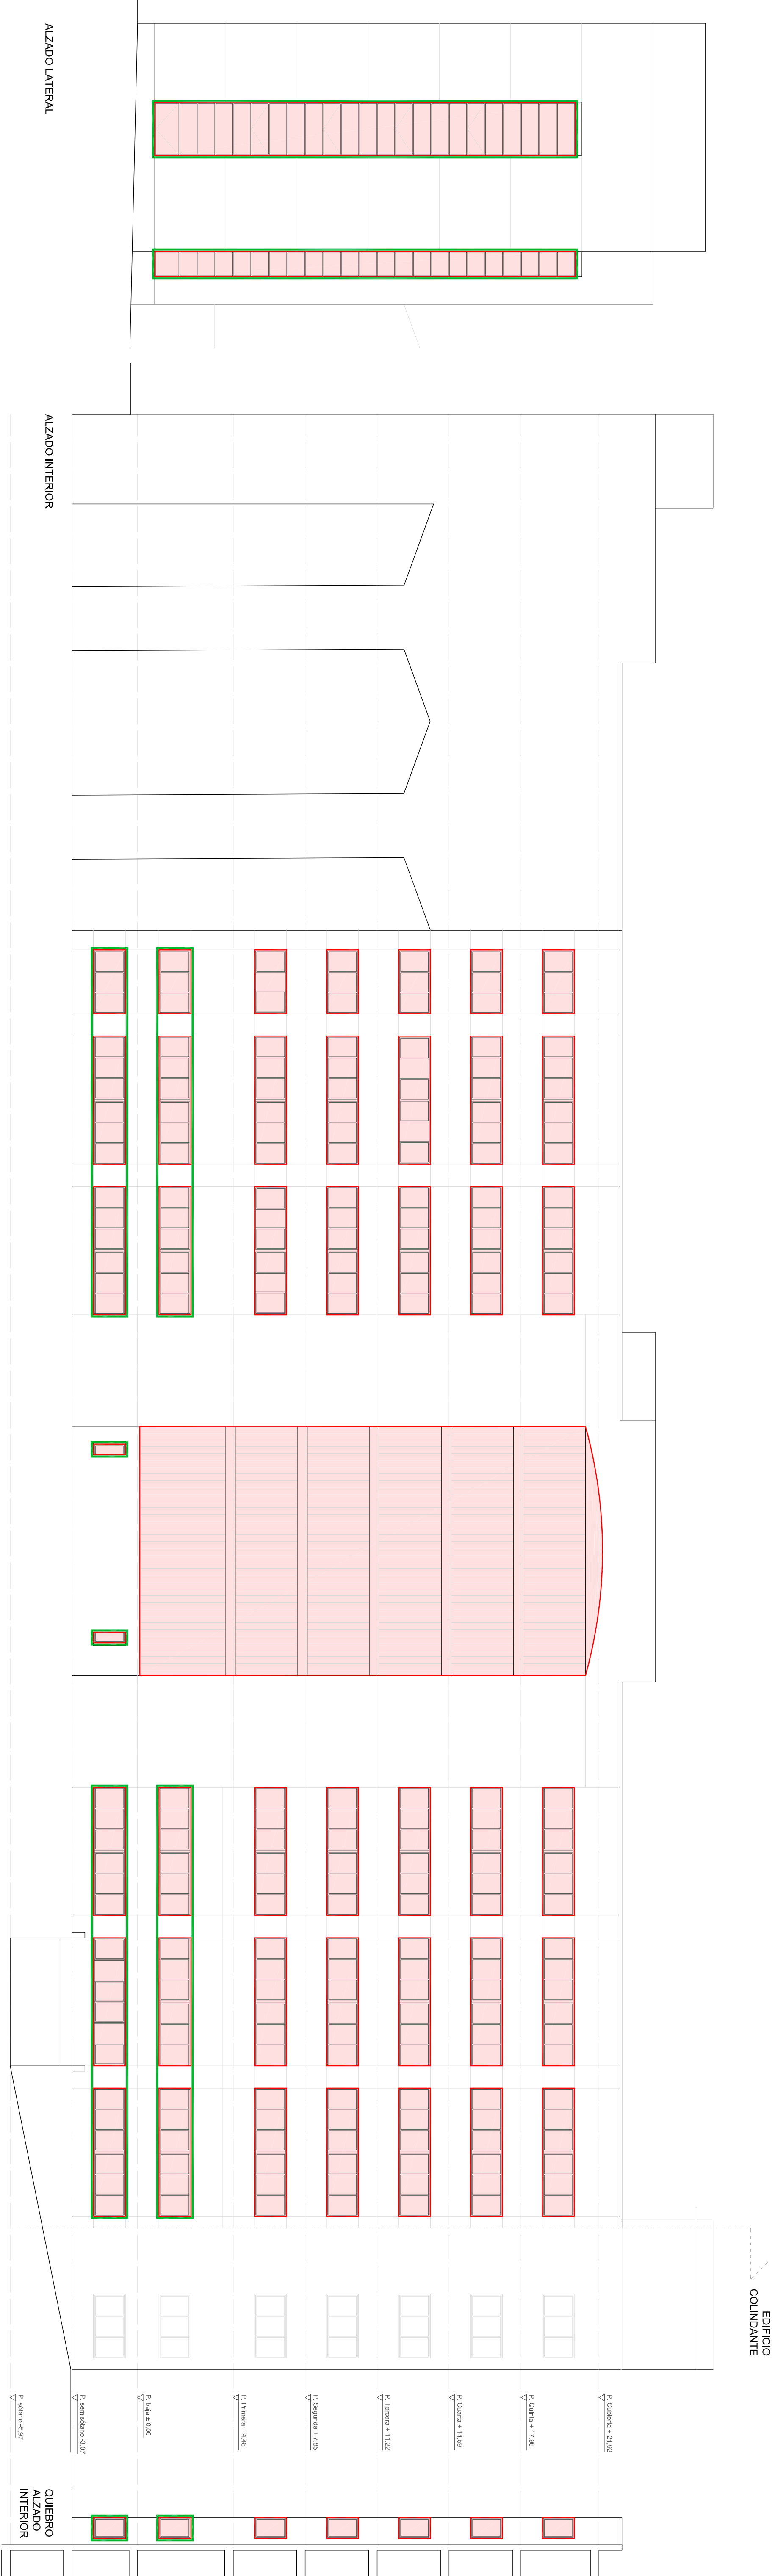 ALZADO LATERAL
ALZADO INTERIOR
EDIFICIO
COLINDANTE
P. Cubierta + 21,92
P. Quinta + 17,96
P. Cuarta + 14,59
P. Tercera + 11,22
P. Segunda + 7,85
P. Primera + 4,48
P. baja ± 0,00
P. semisótano -3,07
P. sótano -5,97
QUIEBRO
ALZADO
INTERIOR